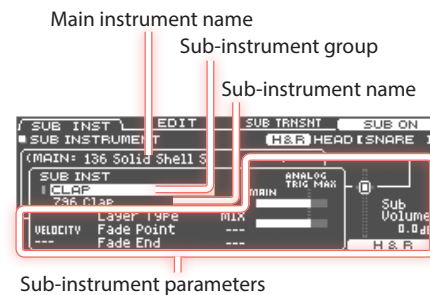 Main instrument name
Sub-instrument group
Sub-instrument name
SUB INST EDIT SUB TRNSNT SUB ON
SUB INSTRUMENT H&R HEAD [SNARE ]
(MAIN: 136 Solid Shell S
SUB INST ANALOG
TRIG MAX
CLAP MAIN
796 Clap
Layer Type MIX Sub
VELOCITY Fade Point --- Volume
--- Fade End --- 0.0dB
H & R
Sub-instrument parameters